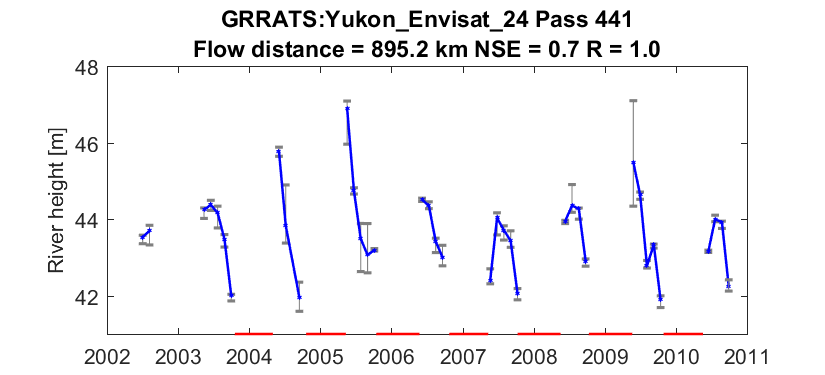 GRRATS:Yukon_Envisat_24 Pass 441
Flow distance = 895.2 km NSE = 0.7 R = 1.0
River height [m]
48
46
44
42
2002 2003 2004 2005 2006 2007 2008 2009 2010 2011